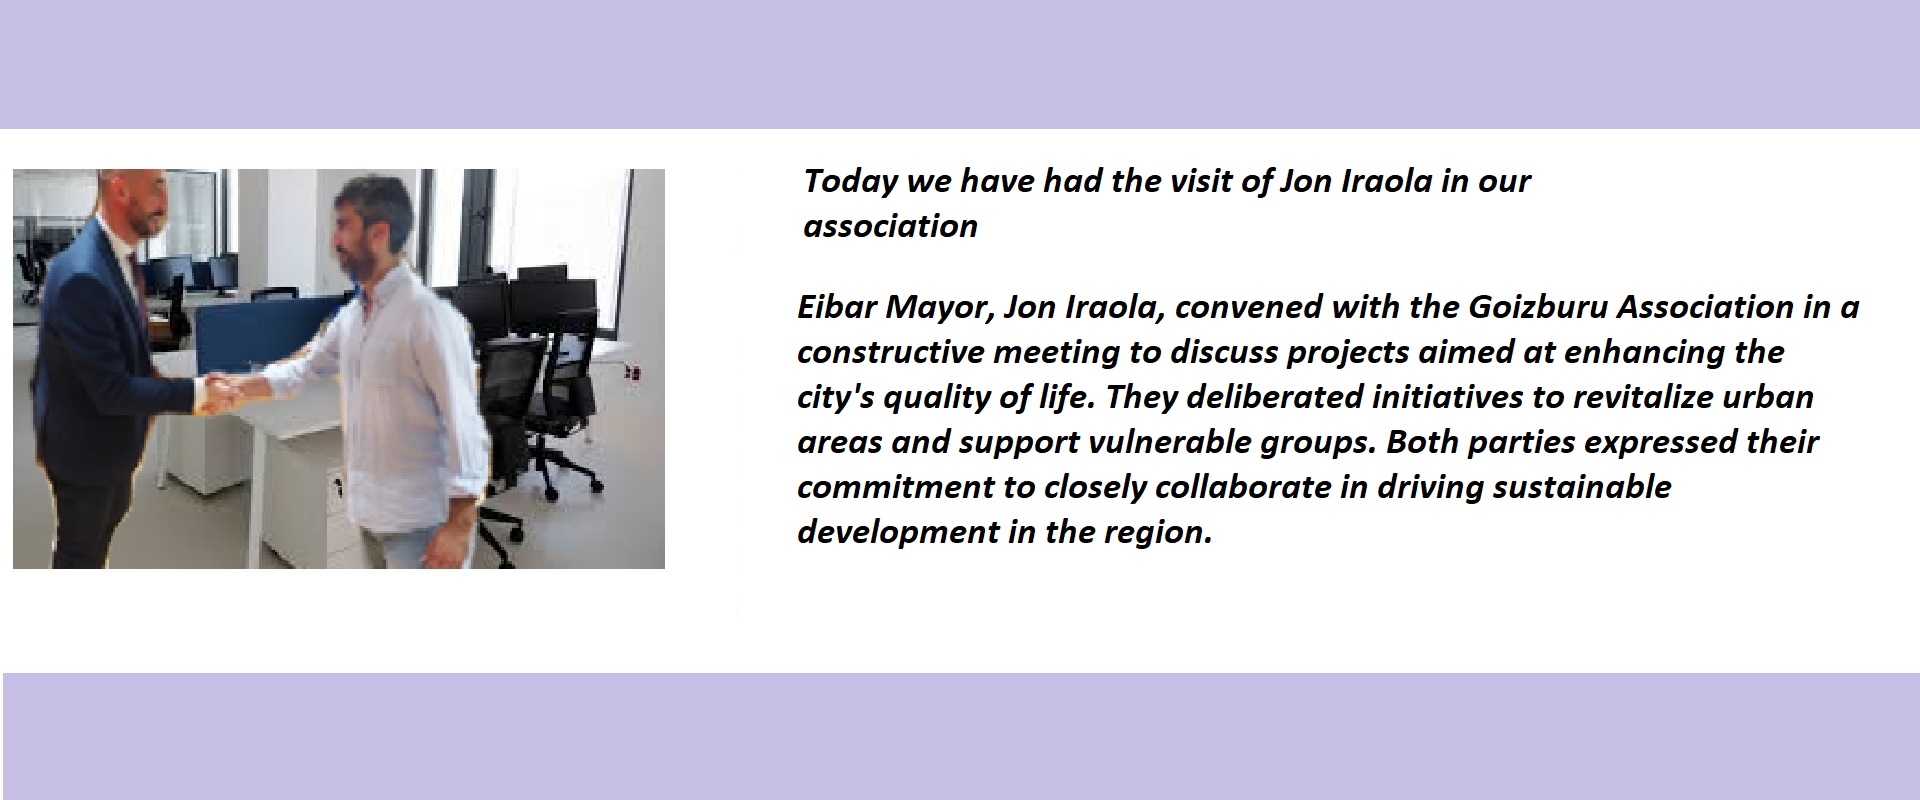 Today we have had the visit of Jon Iraola in our
association
Eibar Mayor, Jon Iraola, convened with the Goizburu Association in a
constructive meeting to discuss projects aimed at enhancing the
city's quality of life. They deliberated initiatives to revitalize urban
areas and support vulnerable groups. Both parties expressed their
commitment to closely collaborate in driving sustainable
development in the region.